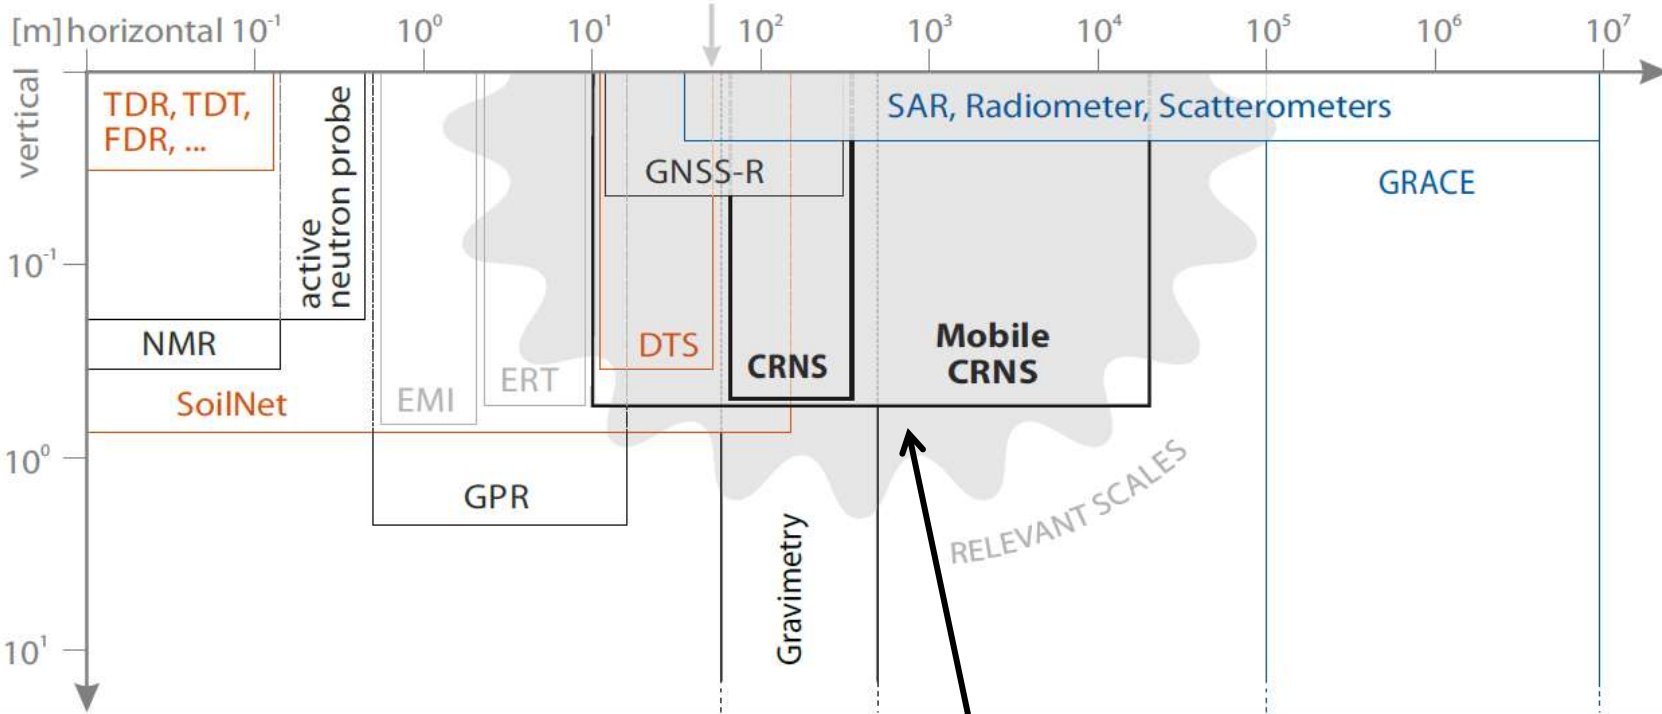 [m] horizontal 10⁻¹ 10⁰ 10¹ 10² 10³ 10⁴ 10⁵ 10⁶ 10⁷
vertical
10⁻¹
10⁰
10¹
TDR, TDT,
FDR, ...
active
neutron probe
NMR
SoilNet
EMI
ERT
GPR
GNSS-R
DTS
CRNS
Mobile
CRNS
SAR, Radiometer, Scatterometers
GRACE
Gravimetry
RELEVANT SCALES